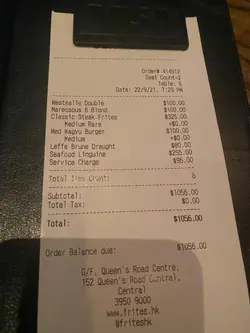 Order# 414912
Seat Count=2
Table: 6
Date: 22/9/21, 7:29 PM
Westmalle Double $100.00
Maredsous 6 Blond $100.00
Classic Steak Frites $325.00
Medium Rare +$0.00
Wed Wagyu Burger $100.00
Medium +$0.00
Leffe Brune Draught $80.00
Seafood Linguine $255.00
Service Charge $96.00
Total Item Count: 6
Subtotal: $1056.00
Total Tax: $0.00
Total: $1056.00
Order Balance due: $1056.00
G/F, Queen's Road Centre,
152 Queen's Road Central,
Central
3950 9000
www.frites.hk
@friteshk